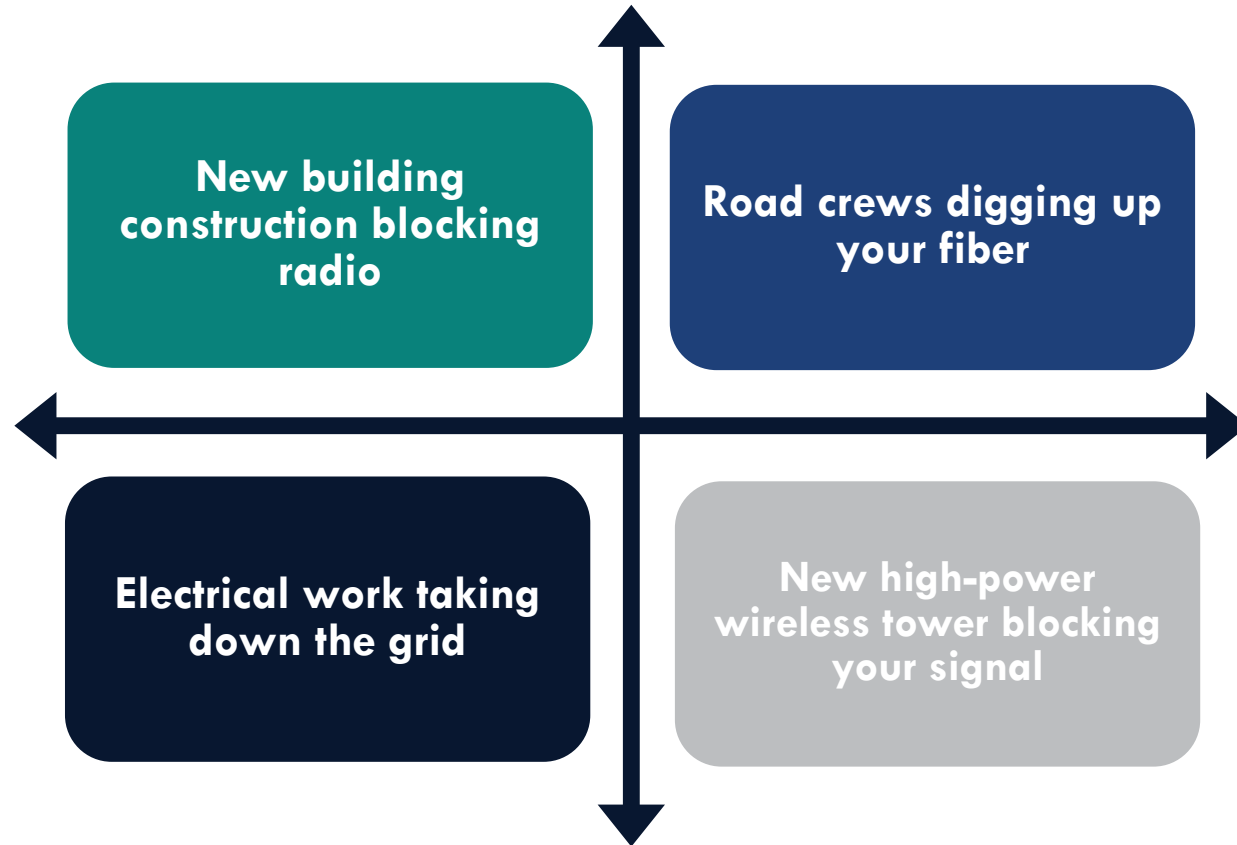 New building
construction blocking
radio
Road crews digging up
your fiber
Electrical work taking
down the grid
New high-power
wireless tower blocking
your signal